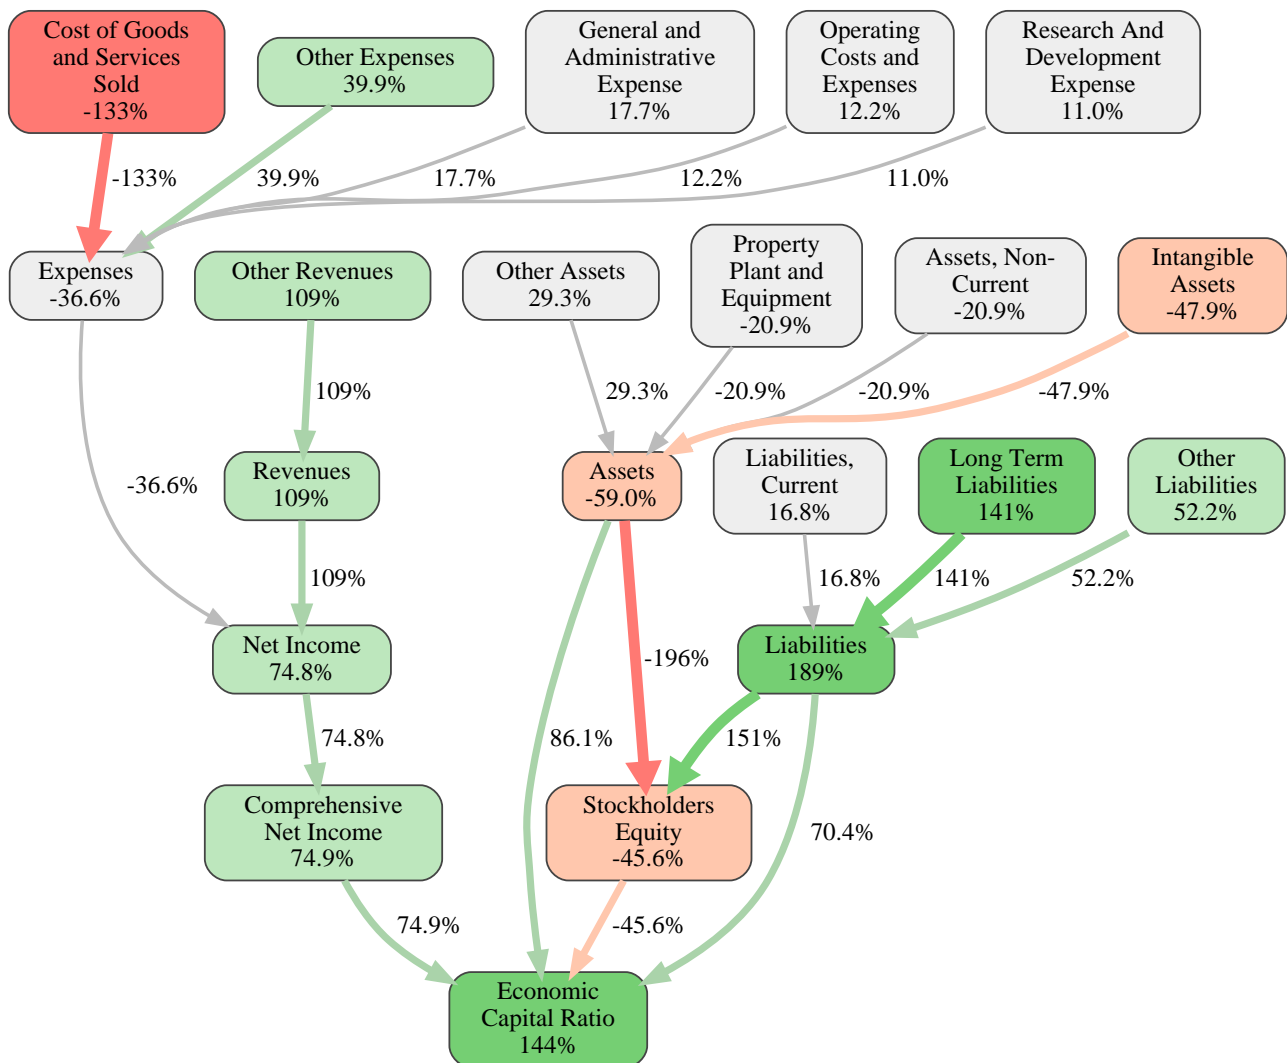 Cost of Goods
and Services
Sold
-133%
Other Expenses
39.9%
General and
Administrative
Expense
17.7%
Operating
Costs and
Expenses
12.2%
Research And
Development
Expense
11.0%
-133%
39.9%
17.7%
12.2%
11.0%
Expenses
-36.6%
Other Revenues
109%
Other Assets
29.3%
Property
Plant and
Equipment
-20.9%
Assets, Non-
Current
-20.9%
Intangible
Assets
-47.9%
109%
29.3%
-20.9%
-20.9%
-47.9%
Revenues
109%
Assets
-59.0%
Liabilities,
Current
16.8%
Long Term
Liabilities
141%
Other
Liabilities
52.2%
-36.6%
109%
16.8%
141%
52.2%
Net Income
74.8%
-196%
Liabilities
189%
74.8%
86.1%
151%
Comprehensive
Net Income
74.9%
Stockholders
Equity
-45.6%
70.4%
74.9%
-45.6%
Economic
Capital Ratio
144%